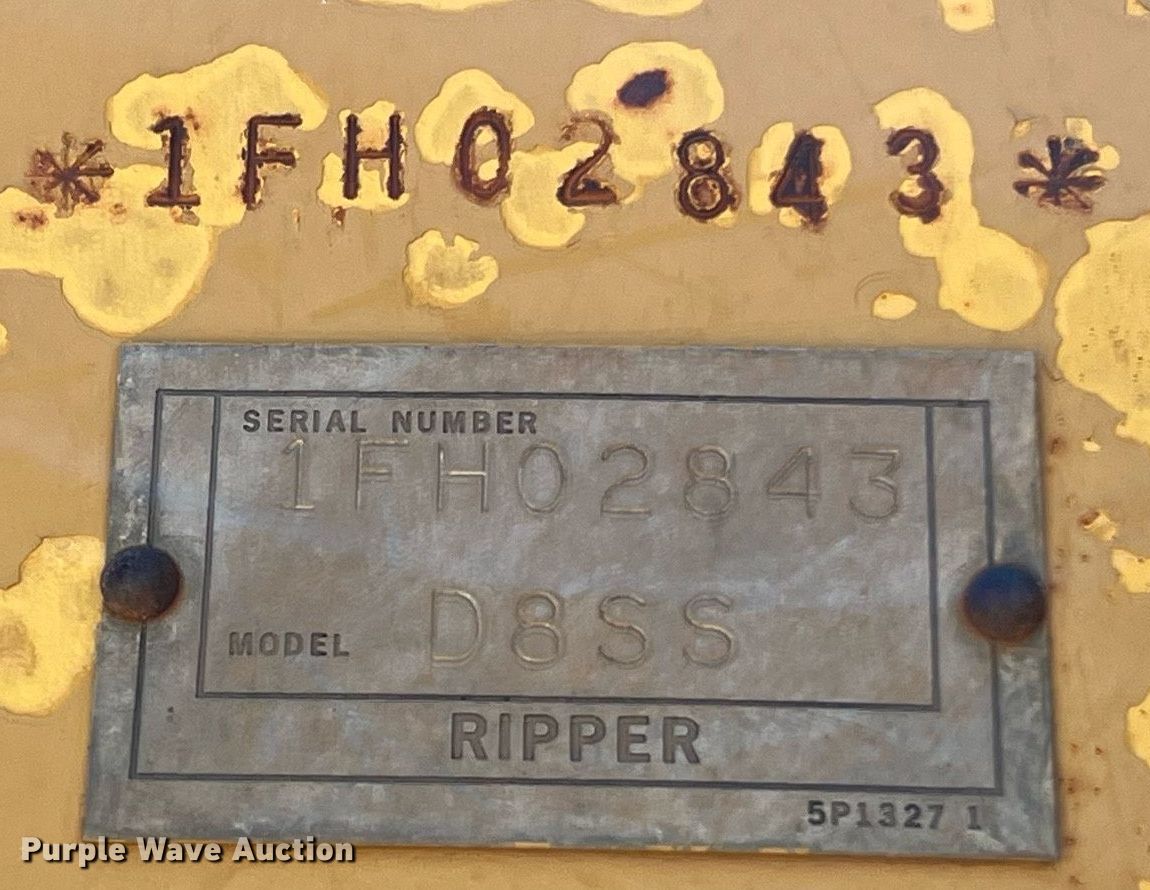 *1FH02843*
SERIAL NUMBER
1FH02843
MODEL D8SS
RIPPER
5P1327 1
Purple Wave Auction